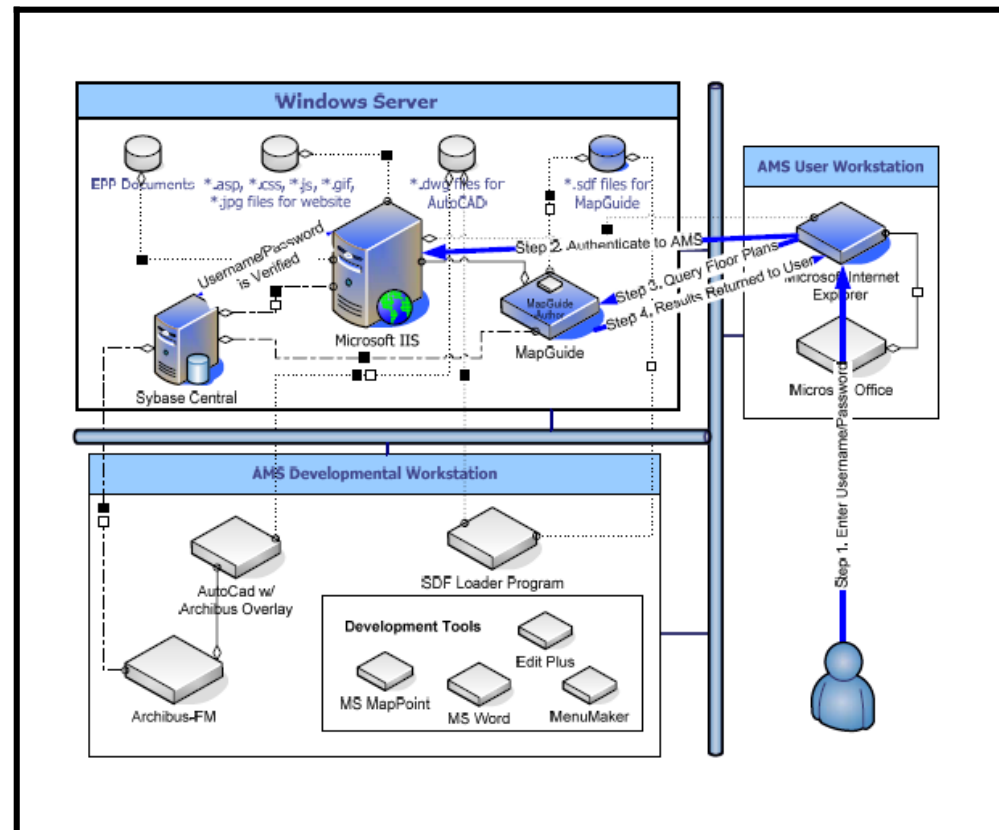 Windows Server
EPP Documents
*.asp, *.css, *.js, *.gif,
*.jpg files for website
*.dwg files for
AutoCAD
*.sdf files for
MapGuide
Username/Password
is Verified
Microsoft IIS
MapGuide
Author
MapGuide
Sybase Central
Step 2. Authenticate to AMS
Step 3. Query Floor Plans
Step 4. Results Returned to User
AMS User Workstation
Microsoft Internet
Explorer
Office
Step 1. Enter Username/Password
AMS Developmental Workstation
AutoCad w/
Archibus Overlay
SDF Loader Program
Archibus-FM
Development Tools
Edit Plus
MS MapPoint
MS Word
MenuMaker